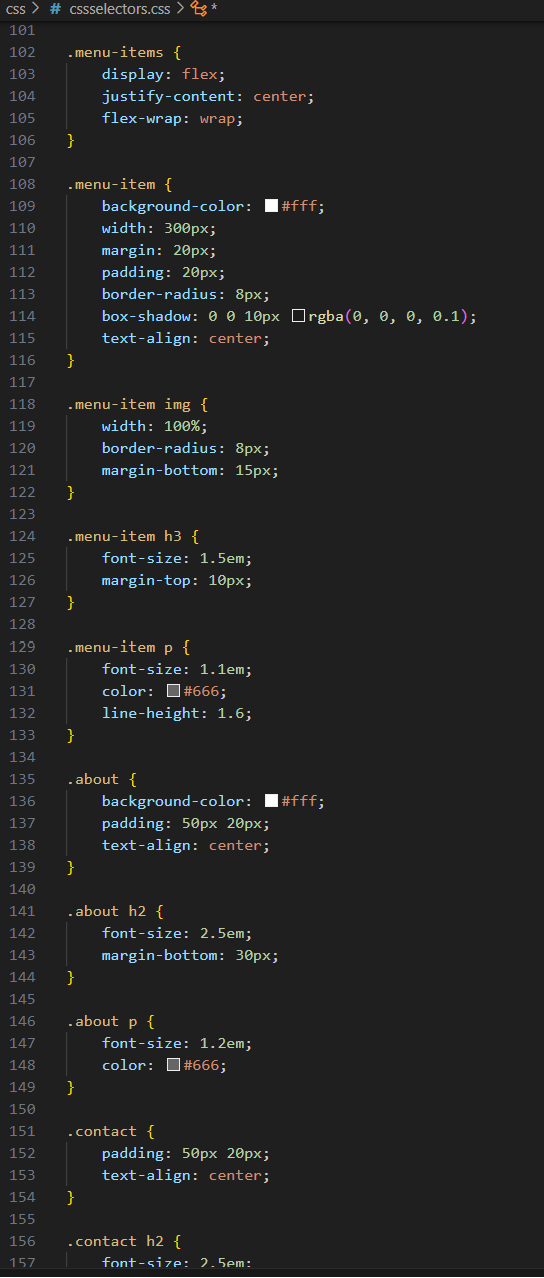 css > # cssselectors.css > *
101
102 .menu-items {
103     display: flex;
104     justify-content: center;
105     flex-wrap: wrap;
106 }
107
108 .menu-item {
109     background-color: #fff;
110     width: 300px;
111     margin: 20px;
112     padding: 20px;
113     border-radius: 8px;
114     box-shadow: 0 0 10px rgba(0, 0, 0, 0.1);
115     text-align: center;
116 }
117
118 .menu-item img {
119     width: 100%;
120     border-radius: 8px;
121     margin-bottom: 15px;
122 }
123
124 .menu-item h3 {
125     font-size: 1.5em;
126     margin-top: 10px;
127 }
128
129 .menu-item p {
130     font-size: 1.1em;
131     color: #666;
132     line-height: 1.6;
133 }
134
135 .about {
136     background-color: #fff;
137     padding: 50px 20px;
138     text-align: center;
139 }
140
141 .about h2 {
142     font-size: 2.5em;
143     margin-bottom: 30px;
144 }
145
146 .about p {
147     font-size: 1.2em;
148     color: #666;
149 }
150
151 .contact {
152     padding: 50px 20px;
153     text-align: center;
154 }
155
156 .contact h2 {
157     font-size: 2.5em;